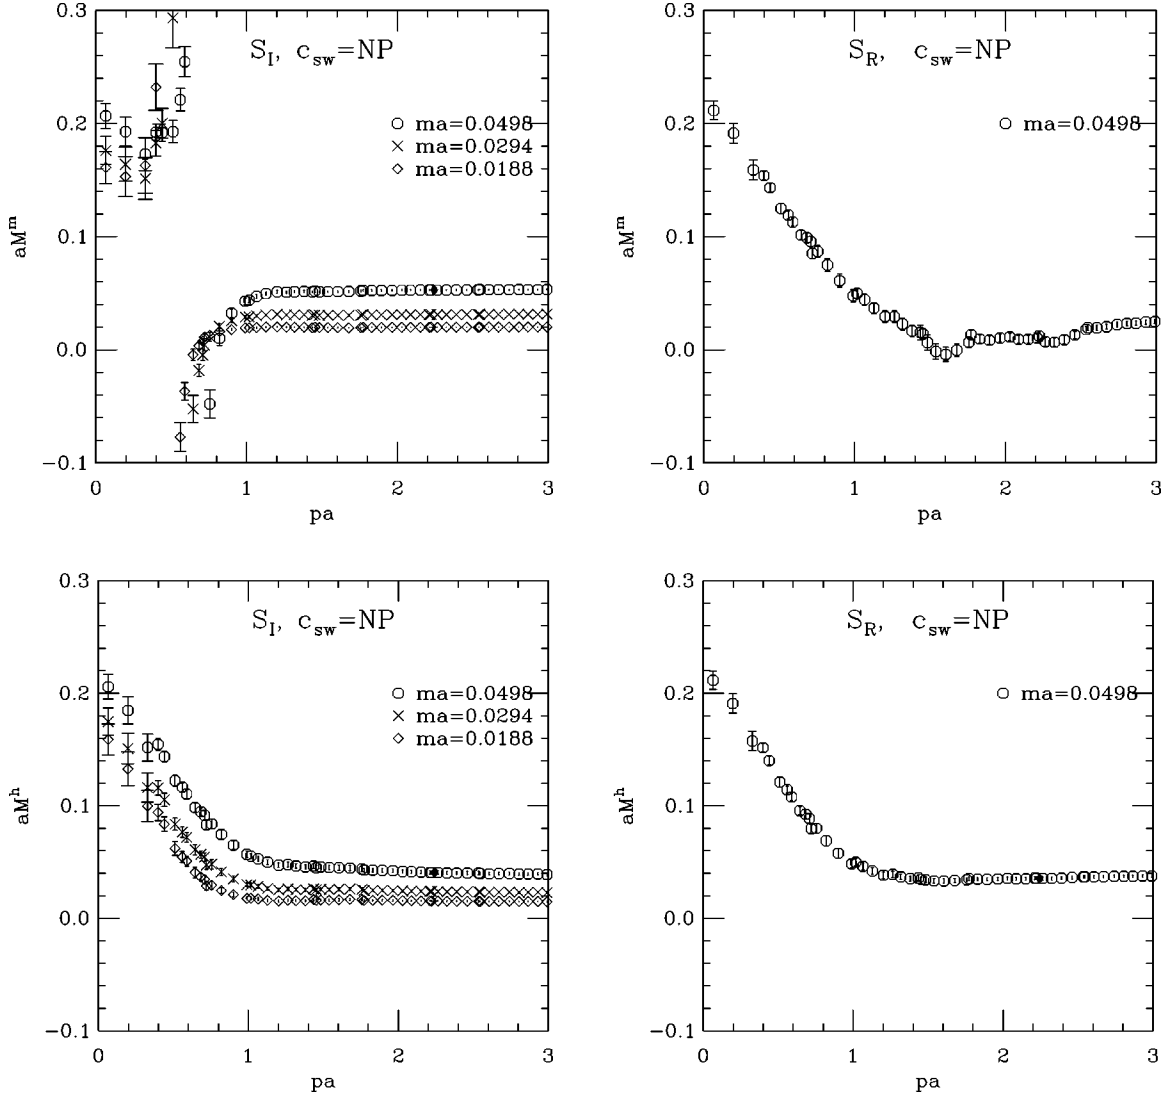 0.3
S_I, c_sw=NP
0.2
ma=0.0498
ma=0.0294
ma=0.0188
aM^m
0.1
0.0
−0.1
0 1 2 3
pa
0.3
S_R, c_sw=NP
0.2
ma=0.0498
aM^m
0.1
0.0
−0.1
0 1 2 3
pa
0.3
S_I, c_sw=NP
0.2
ma=0.0498
ma=0.0294
ma=0.0188
aM^h
0.1
0.0
−0.1
0 1 2 3
pa
0.3
S_R, c_sw=NP
0.2
ma=0.0498
aM^h
0.1
0.0
−0.1
0 1 2 3
pa